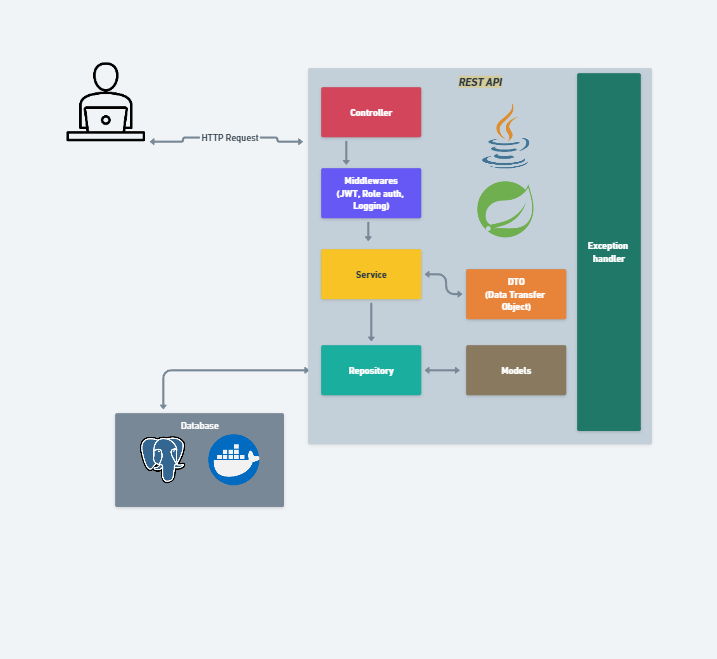 REST API
Controller
HTTP Request
Middlewares
(JWT, Role auth,
Logging)
Exception
handler
Service
DTO
(Data Transfer
Object)
Repository
Models
Database